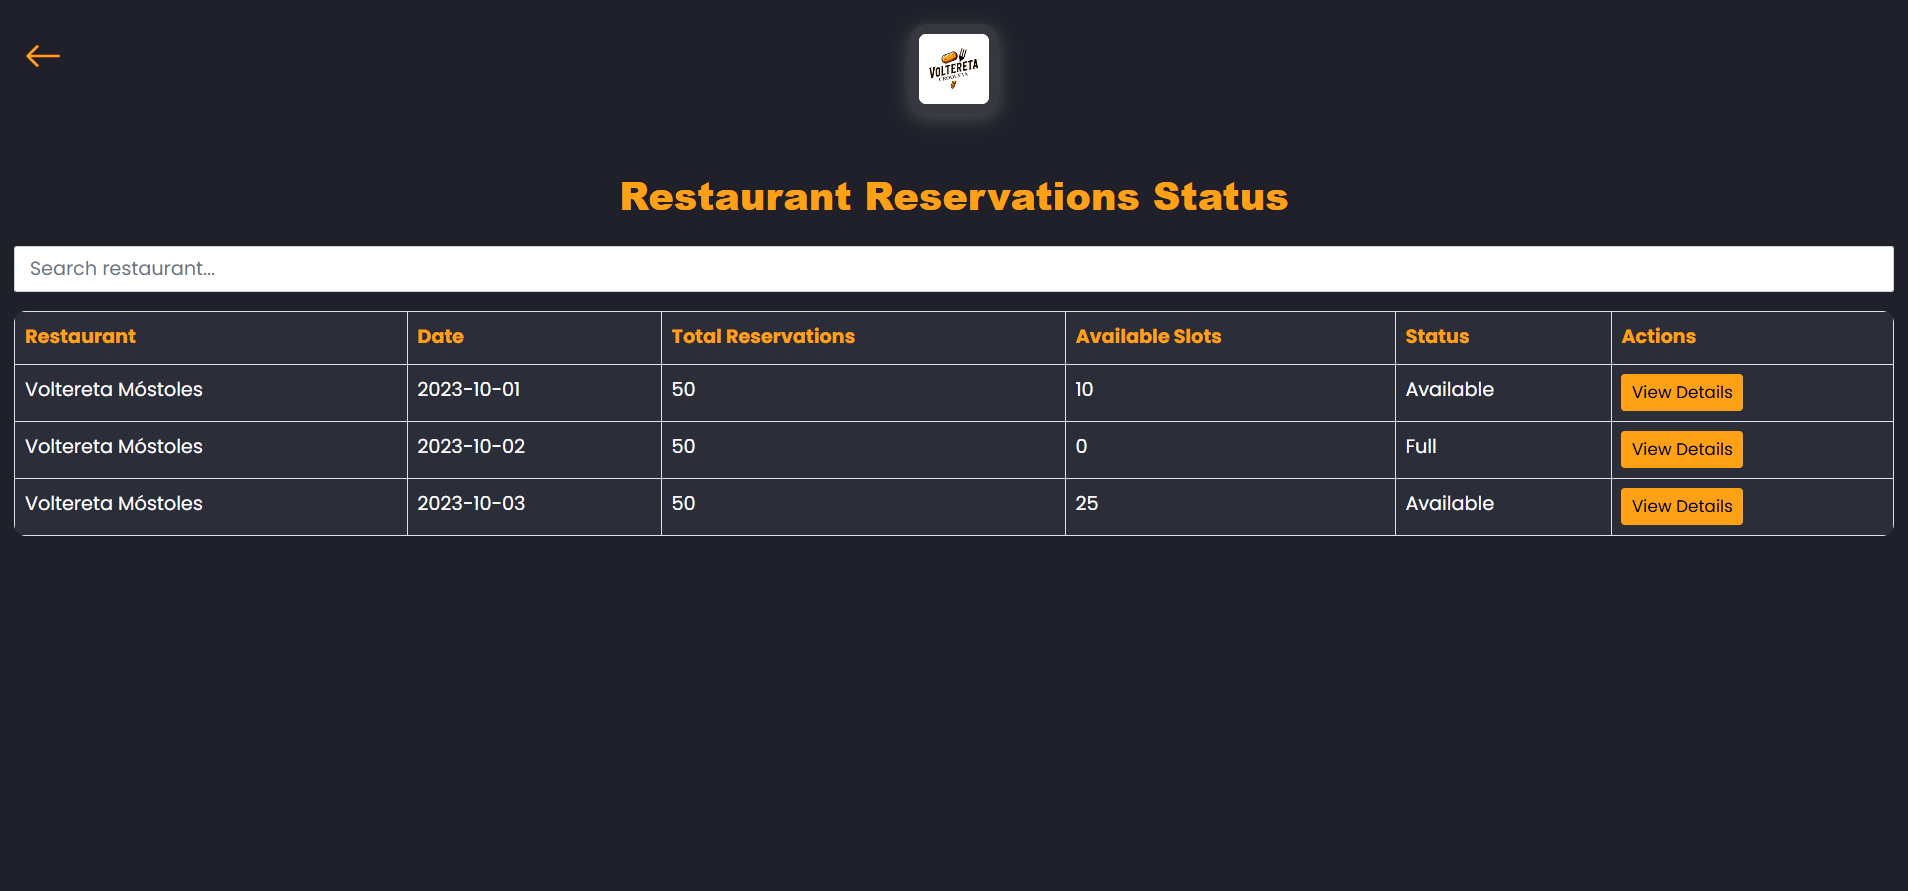 VOLTERETA
CROQUETA
Restaurant Reservations Status
Search restaurant...
Restaurant Date Total Reservations Available Slots Status Actions
Voltereta Móstoles 2023-10-01 50 10 Available View Details
Voltereta Móstoles 2023-10-02 50 0 Full View Details
Voltereta Móstoles 2023-10-03 50 25 Available View Details